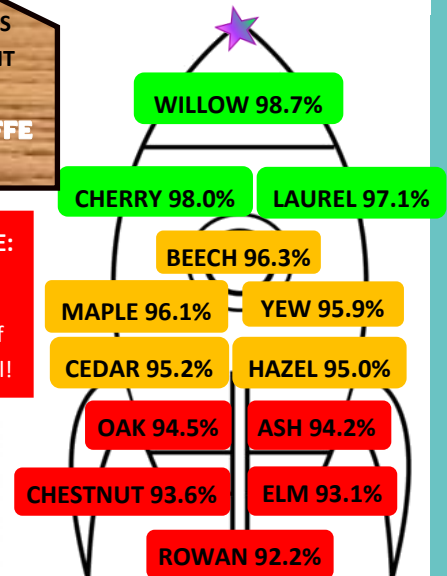 S
IT
FFE
WILLOW 98.7%
CHERRY 98.0%
LAUREL 97.1%
E:
BEECH 96.3%
MAPLE 96.1%
YEW 95.9%
f
l!
CEDAR 95.2%
HAZEL 95.0%
OAK 94.5%
ASH 94.2%
CHESTNUT 93.6%
ELM 93.1%
ROWAN 92.2%